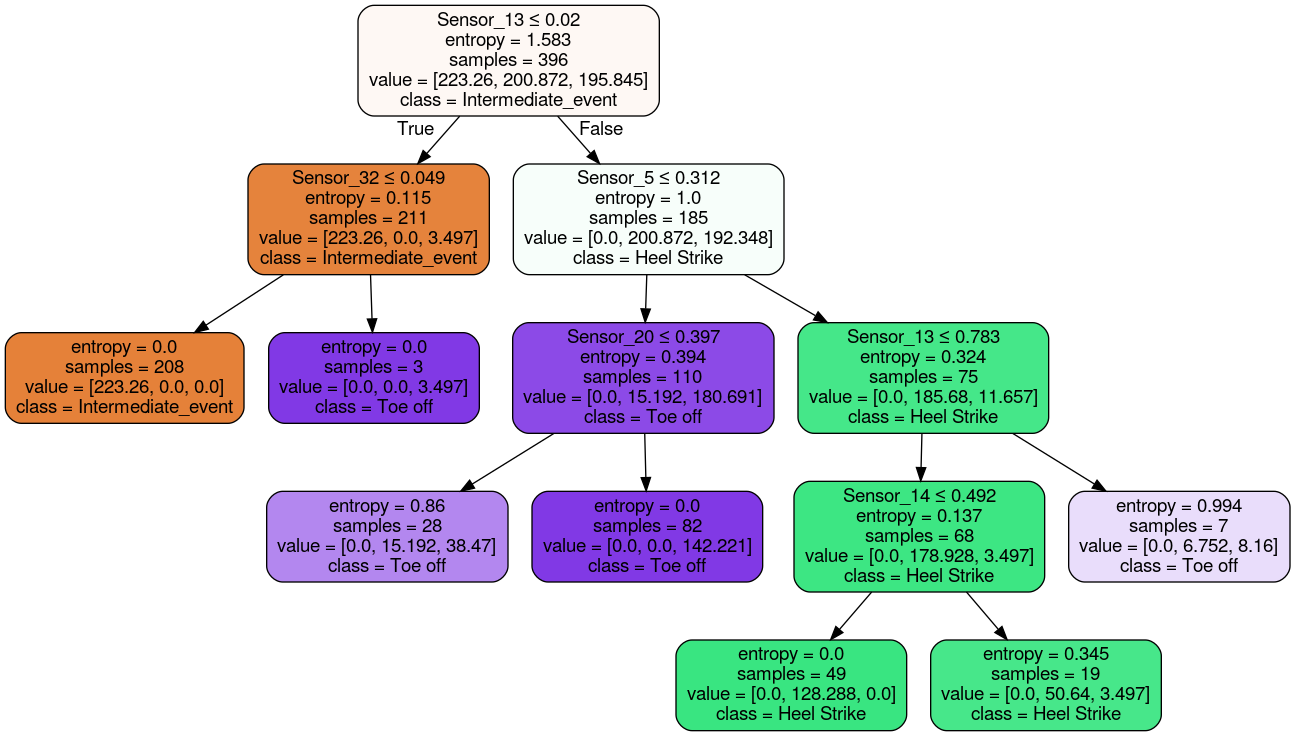 Sensor_13 ≤ 0.02
entropy = 1.583
samples = 396
value = [223.26, 200.872, 195.845]
class = Intermediate_event
True
False
Sensor_32 ≤ 0.049
entropy = 0.115
samples = 211
value = [223.26, 0.0, 3.497]
class = Intermediate_event
Sensor_5 ≤ 0.312
entropy = 1.0
samples = 185
value = [0.0, 200.872, 192.348]
class = Heel Strike
entropy = 0.0
samples = 208
value = [223.26, 0.0, 0.0]
class = Intermediate_event
entropy = 0.0
samples = 3
value = [0.0, 0.0, 3.497]
class = Toe off
Sensor_20 ≤ 0.397
entropy = 0.394
samples = 110
value = [0.0, 15.192, 180.691]
class = Toe off
Sensor_13 ≤ 0.783
entropy = 0.324
samples = 75
value = [0.0, 185.68, 11.657]
class = Heel Strike
entropy = 0.86
samples = 28
value = [0.0, 15.192, 38.47]
class = Toe off
entropy = 0.0
samples = 82
value = [0.0, 0.0, 142.221]
class = Toe off
Sensor_14 ≤ 0.492
entropy = 0.137
samples = 68
value = [0.0, 178.928, 3.497]
class = Heel Strike
entropy = 0.994
samples = 7
value = [0.0, 6.752, 8.16]
class = Toe off
entropy = 0.0
samples = 49
value = [0.0, 128.288, 0.0]
class = Heel Strike
entropy = 0.345
samples = 19
value = [0.0, 50.64, 3.497]
class = Heel Strike